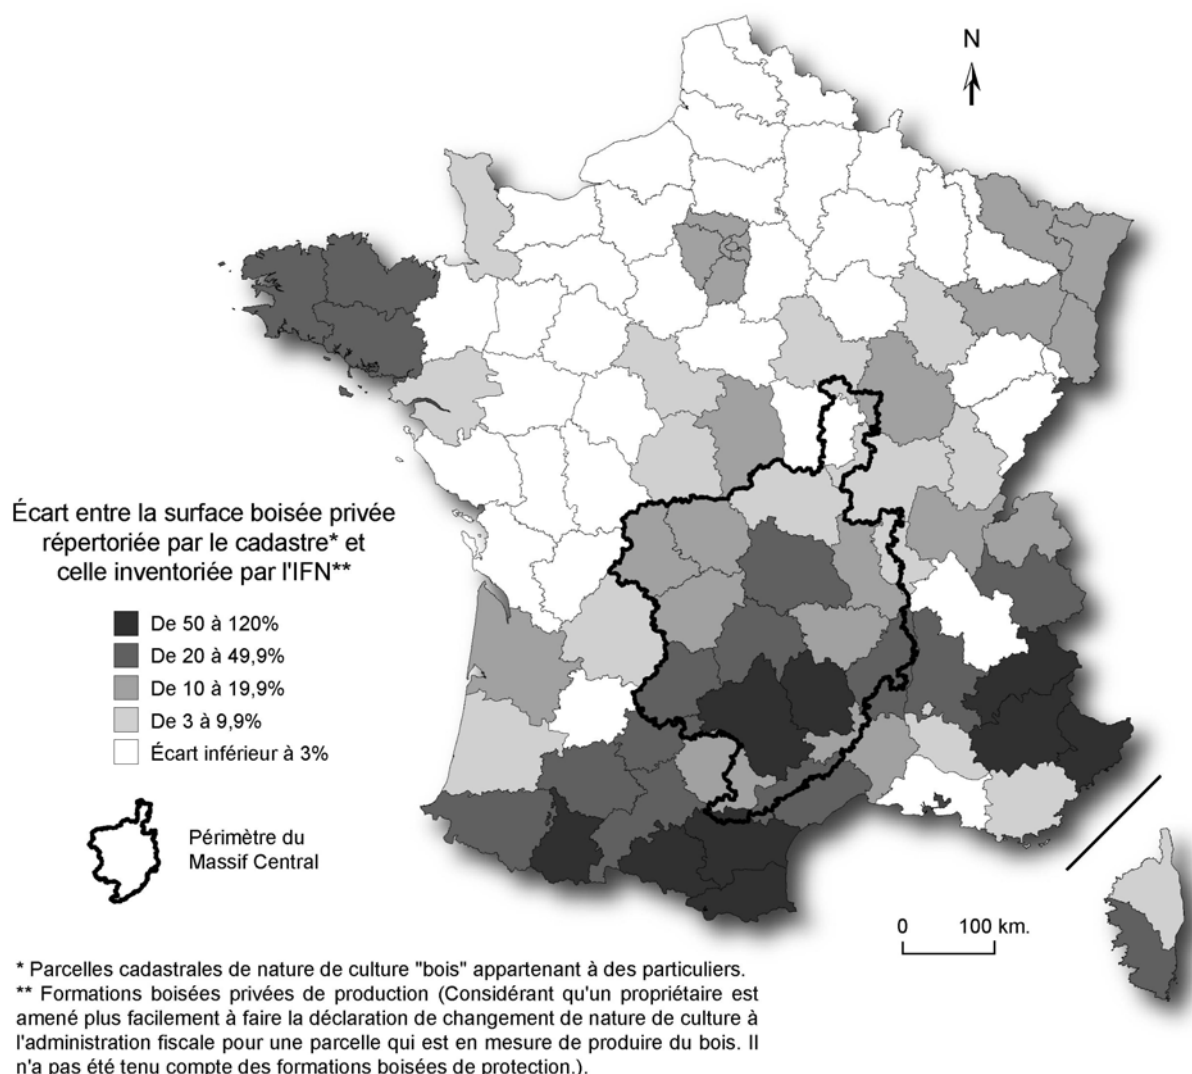 N
Écart entre la surface boisée privée
répertoriée par le cadastre* et
celle inventoriée par l'IFN**
De 50 à 120%
De 20 à 49,9%
De 10 à 19,9%
De 3 à 9,9%
Écart inférieur à 3%
Périmètre du
Massif Central
0 100 km.
* Parcelles cadastrales de nature de culture "bois" appartenant à des particuliers.
** Formations boisées privées de production (Considérant qu'un propriétaire est
amené plus facilement à faire la déclaration de changement de nature de culture à
l'administration fiscale pour une parcelle qui est en mesure de produire du bois. Il
n'a pas été tenu compte des formations boisées de protection.).